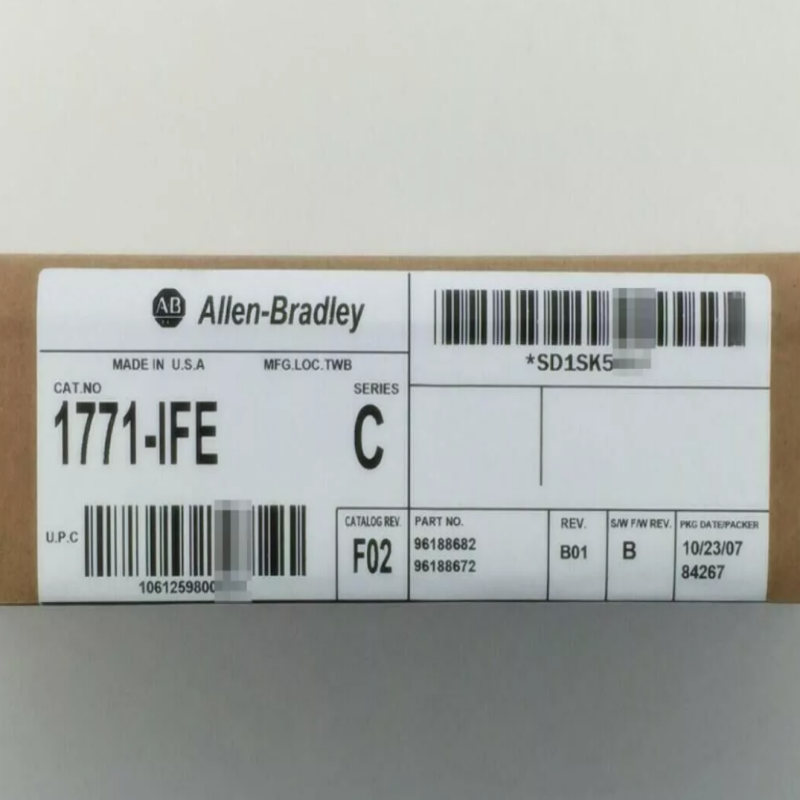 AB Allen-Bradley
MADE IN U.S.A MFG.LOC.TWB
CAT.NO SERIES
1771-IFE C
U.P.C
1061259800
CATALOG REV.
F02
*SD1SK5
PART NO.
96188682
96188672
REV.
B01
S/W F/W REV.
B
PKG DATE/PACKER
10/23/07
84267